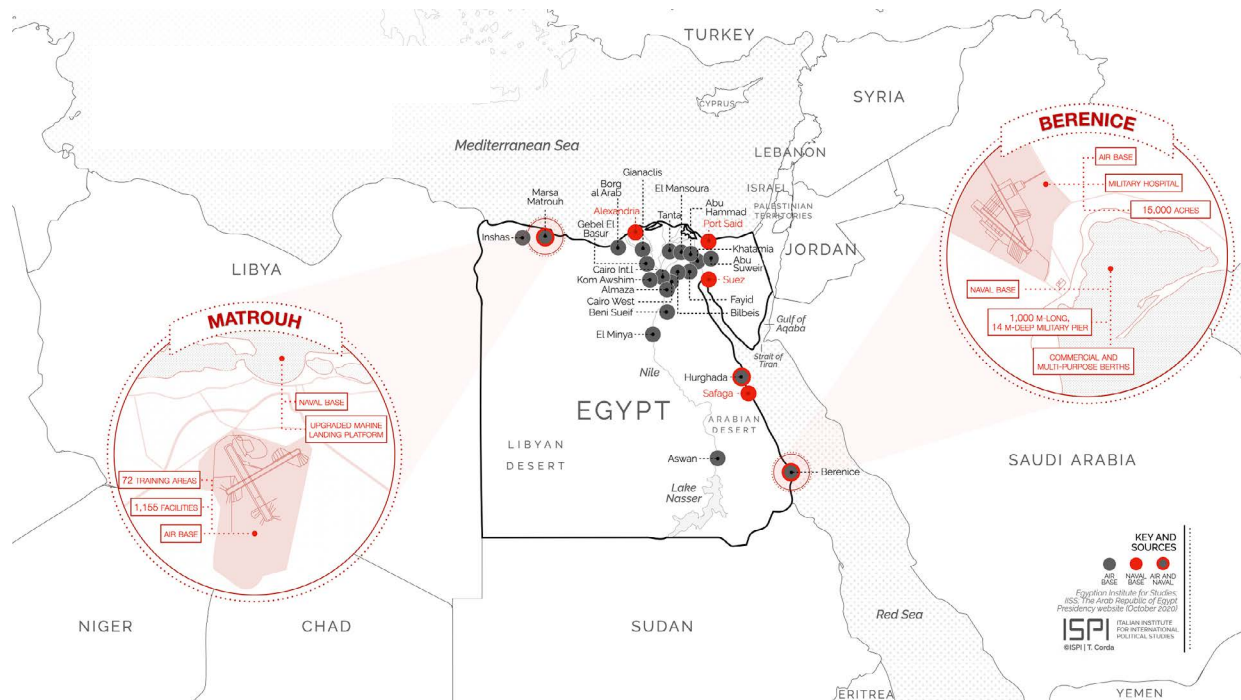 TURKEY
CYPRUS
SYRIA
Mediterranean Sea
LEBANON
ISRAEL
PALESTINIAN
TERRITORIES
JORDAN
LIBYA
Gianaclis
Borg
al Arab
El Mansoura
Marsa
Matrouh
Alexandria
Tanta
Abu
Hammad
Gebel El
Basur
Port Said
Inshas
Khatamia
Cairo Int.l
Abu
Suweir
Kom Awshim
Suez
Almaza
Cairo West
Fayid
Beni Sueif
Bilbeis
El Minya
Gulf of
Aqaba
Strait of
Tiran
Nile
Hurghada
Safaga
EGYPT
ARABIAN
DESERT
LIBYAN
DESERT
Aswan
Berenice
Lake
Nasser
SAUDI ARABIA
NIGER
CHAD
SUDAN
Red Sea
ERITREA
YEMEN
MATROUH
NAVAL BASE
UPGRADED MARINE
LANDING PLATFORM
72 TRAINING AREAS
1,155 FACILITIES
AIR BASE
BERENICE
AIR BASE
MILITARY HOSPITAL
15,000 ACRES
NAVAL BASE
1,000 M-LONG,
14 M-DEEP MILITARY PIER
COMMERCIAL AND
MULTI-PURPOSE BERTHS
KEY AND
SOURCES
AIR
BASE
NAVAL
BASE
AIR AND
NAVAL
Egyptian Institute for Studies,
IISS, The Arab Republic of Egypt
Presidency website (October 2020)
ISPI
ITALIAN INSTITUTE
FOR INTERNATIONAL
POLITICAL STUDIES
©ISPI | T. Corda